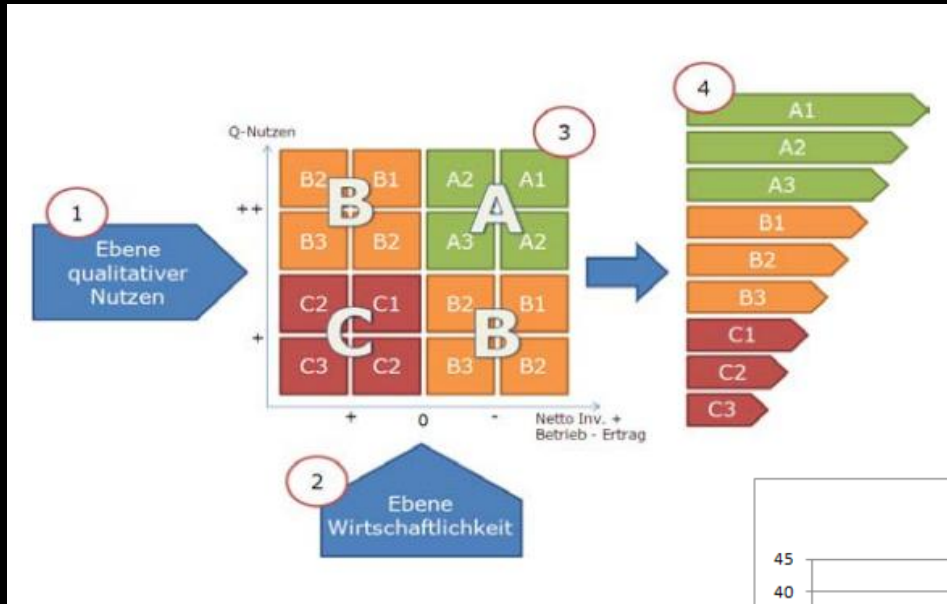 1
Ebene
qualitativer
Nutzen
Q-Nutzen
++
+
B2 B1 A2 A1
B3 B2 A3 A2
B A
C2 C1 B2 B1
C3 C2 B3 B2
C B
+ 0 -
Netto Inv. +
Betrieb - Ertrag
3
2
Ebene
Wirtschaftlichkeit
4
A1
A2
A3
B1
B2
B3
C1
C2
C3
45
40